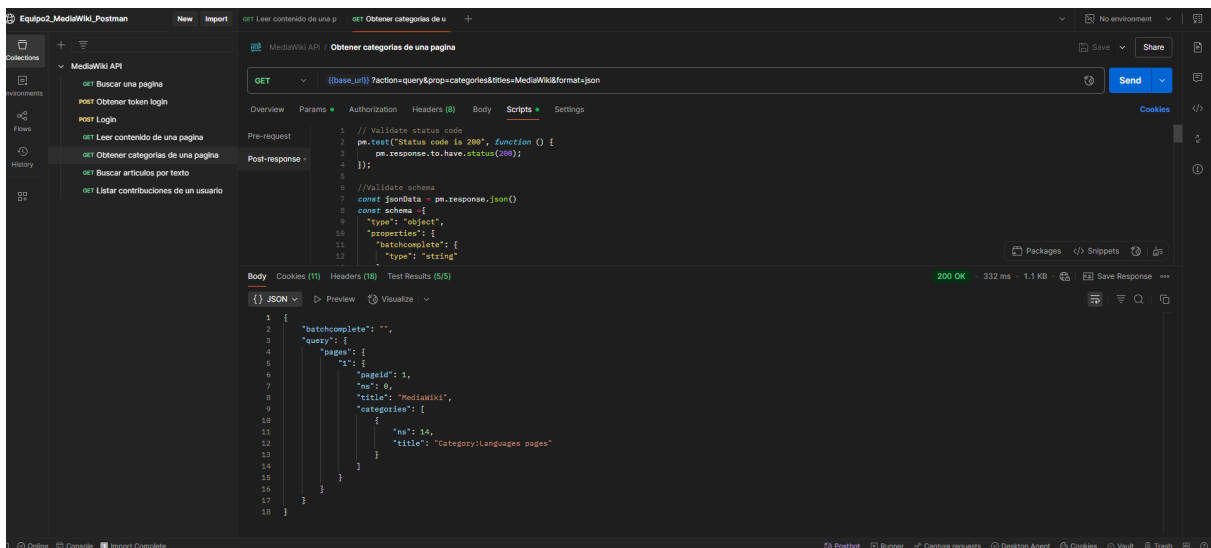 Equipo2_MediaWiki_Postman New Import GET Leer contenido de una p GET Obtener categorias de u + No environment
Collections
Environments
Flows
History
MediaWiki API
GET Buscar una pagina
POST Obtener token login
POST Login
GET Leer contenido de una pagina
GET Obtener categorias de una pagina
GET Buscar articulos por texto
GET Listar contribuciones de un usuario
MediaWiki API / Obtener categorias de una pagina Save Share
GET {{base_url}} ?action=query&prop=categories&titles=MediaWiki&format=json Send
Overview Params Authorization Headers (8) Body Scripts Settings Cookies
Pre-request
Post-response
1 // Validate status code
2 pm.test("Status code is 200", function () {
3 pm.response.to.have.status(200);
4 });
5
6 //Validate schema
7 const jsonData = pm.response.json()
8 const schema ={
9 "type": "object",
10 "properties": {
11 "batchcomplete": {
12 "type": "string"
Packages </> Snippets
Body Cookies (11) Headers (18) Test Results (5/5) 200 OK 332 ms 1.1 KB Save Response
{} JSON Preview Visualize
1 {
2 "batchcomplete": "",
3 "query": {
4 "pages": {
5 "1": {
6 "pageid": 1,
7 "ns": 0,
8 "title": "MediaWiki",
9 "categories": [
10 {
11 "ns": 14,
12 "title": "Category:Languages pages"
13 }
14 ]
15 }
16 }
17 }
18 }
Online Console Import Complete Postbot Runner Capture requests Desktop Agent Cookies Vault Trash